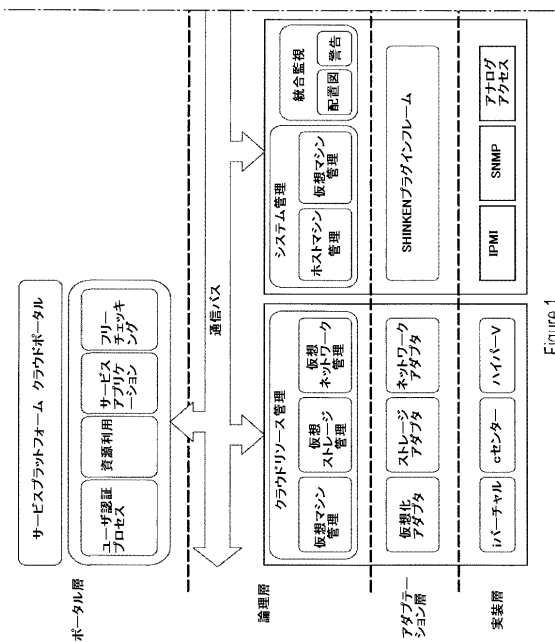 サービスプラットフォーム クラウドポータル
ポータル層
ユーザ認証
プロセス
資源利用
サービス
アプリケ
ーション
フリー
チェッキ
ング
通信バス
論理層
クラウドリソース管理
仮想マシン
管理
仮想
ストレージ
管理
仮想
ネットワーク
管理
システム管理
ホストマシン
管理
仮想マシン
管理
統合監視
配置図
警告
アダプテ
ーション層
仮想化
アダプタ
ストレージ
アダプタ
ネットワーク
アダプタ
SHINKENプラグインフレーム
実装層
iバーチャル
cセンター
ハイパーV
IPMI
SNMP
アナログ
アクセス
Figure 1